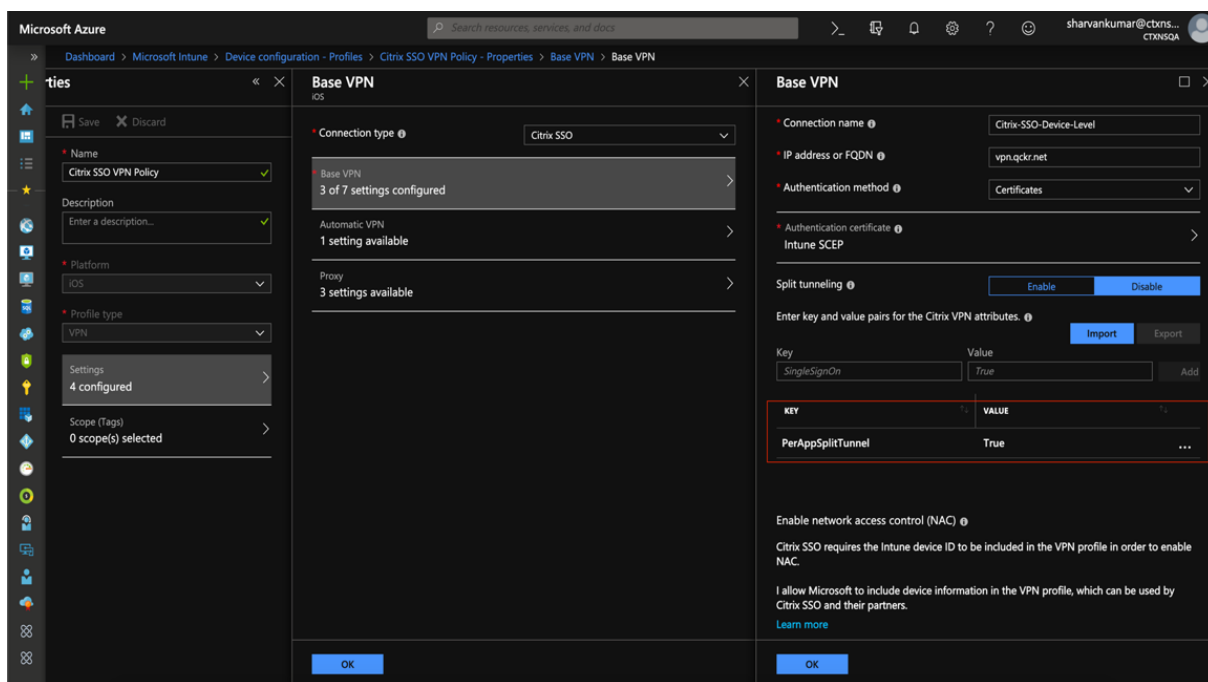 Microsoft Azure
Search resources, services, and docs
sharvankumar@ctxns...
CTXNSQA
Dashboard > Microsoft Intune > Device configuration - Profiles > Citrix SSO VPN Policy - Properties > Base VPN > Base VPN
rties
Save Discard
* Name
Citrix SSO VPN Policy
Description
Enter a description...
* Platform
iOS
* Profile type
VPN
Settings
4 configured
Scope (Tags)
0 scope(s) selected
Base VPN
iOS
* Connection type
Citrix SSO
* Base VPN
3 of 7 settings configured
Automatic VPN
1 setting available
Proxy
3 settings available
OK
Base VPN
* Connection name
Citrix-SSO-Device-Level
* IP address or FQDN
vpn.qckr.net
* Authentication method
Certificates
* Authentication certificate
Intune SCEP
Split tunneling
Enable Disable
Enter key and value pairs for the Citrix VPN attributes.
Import Export
Key Value
SingleSignOn True Add
KEY VALUE
PerAppSplitTunnel True ...
Enable network access control (NAC)
Citrix SSO requires the Intune device ID to be included in the VPN profile in order to enable
NAC.
I allow Microsoft to include device information in the VPN profile, which can be used by
Citrix SSO and their partners.
Learn more
OK